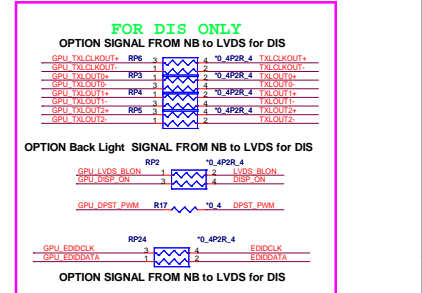 FOR DIS ONLY
OPTION SIGNAL FROM NB to LVDS for DIS
GPU_TXLCLKOUT+ RP6 3 4 *0_4P2R_4 TXLCLKOUT+
GPU_TXLCLKOUT- 1 2 TXLCLKOUT-
GPU_TXLOUT0+ RP3 3 4 *0_4P2R_4 TXLOUT0+
GPU_TXLOUT0- 1 2 TXLOUT0-
GPU_TXLOUT1+ RP4 3 4 *0_4P2R_4 TXLOUT1+
GPU_TXLOUT1- 1 2 TXLOUT1-
GPU_TXLOUT2+ RP5 3 4 *0_4P2R_4 TXLOUT2+
GPU_TXLOUT2- 1 2 TXLOUT2-
OPTION Back Light SIGNAL FROM NB to LVDS for DIS
RP2 *0_4P2R_4
GPU_LVDS_BLON 1 2 LVDS_BLON
GPU_DISP_ON 3 4 DISP_ON
GPU_DPST_PWM R17 *0_4 DPST_PWM
RP24 *0_4P2R_4
GPU_EDIDCLK 3 4 EDIDCLK
GPU_EDIDDATA 1 2 EDIDDATA
OPTION SIGNAL FROM NB to LVDS for DIS